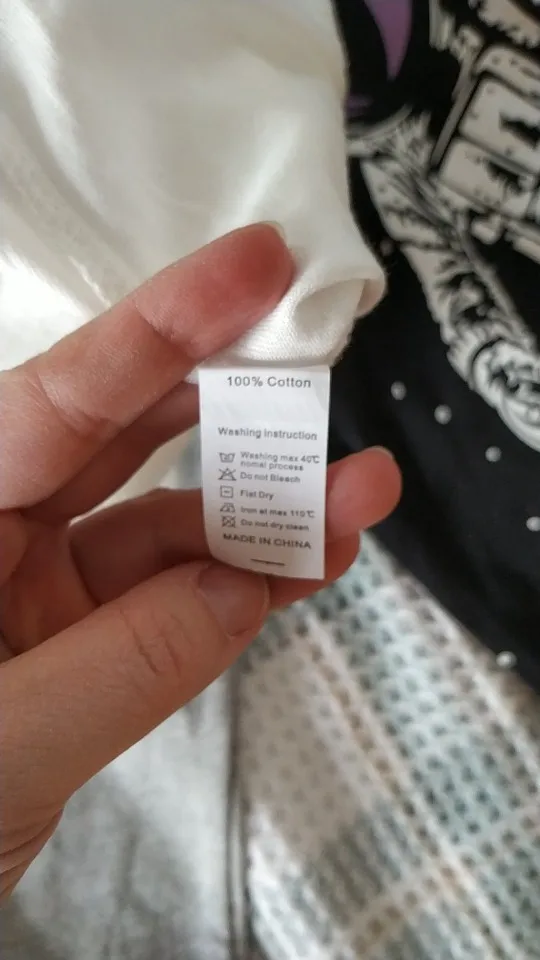 100% Cotton
Washing Instruction
Washing max 40℃
nomal process
Do not Bleach
Flat Dry
Iron at max 110℃
Do not dry clean
MADE IN CHINA